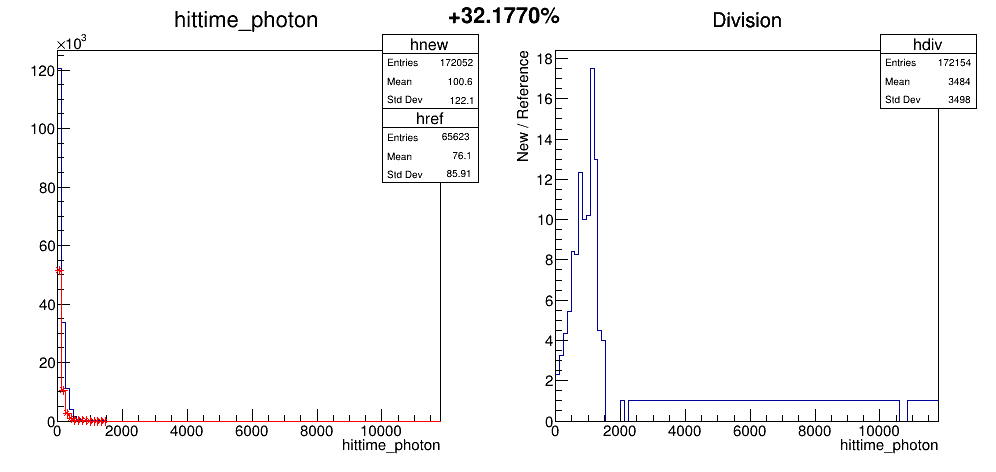 +32.1770%
hittime_photon
×10³
120
100
80
60
40
20
0
0 2000 4000 6000 8000 10000
hittime_photon
hnew
Entries 172052
Mean 100.6
Std Dev 122.1
href
Entries 65623
Mean 76.1
Std Dev 85.91
Division
New / Reference
18
16
14
12
10
8
6
4
2
0
0 2000 4000 6000 8000 10000
hittime_photon
hdiv
Entries 172154
Mean 3484
Std Dev 3498